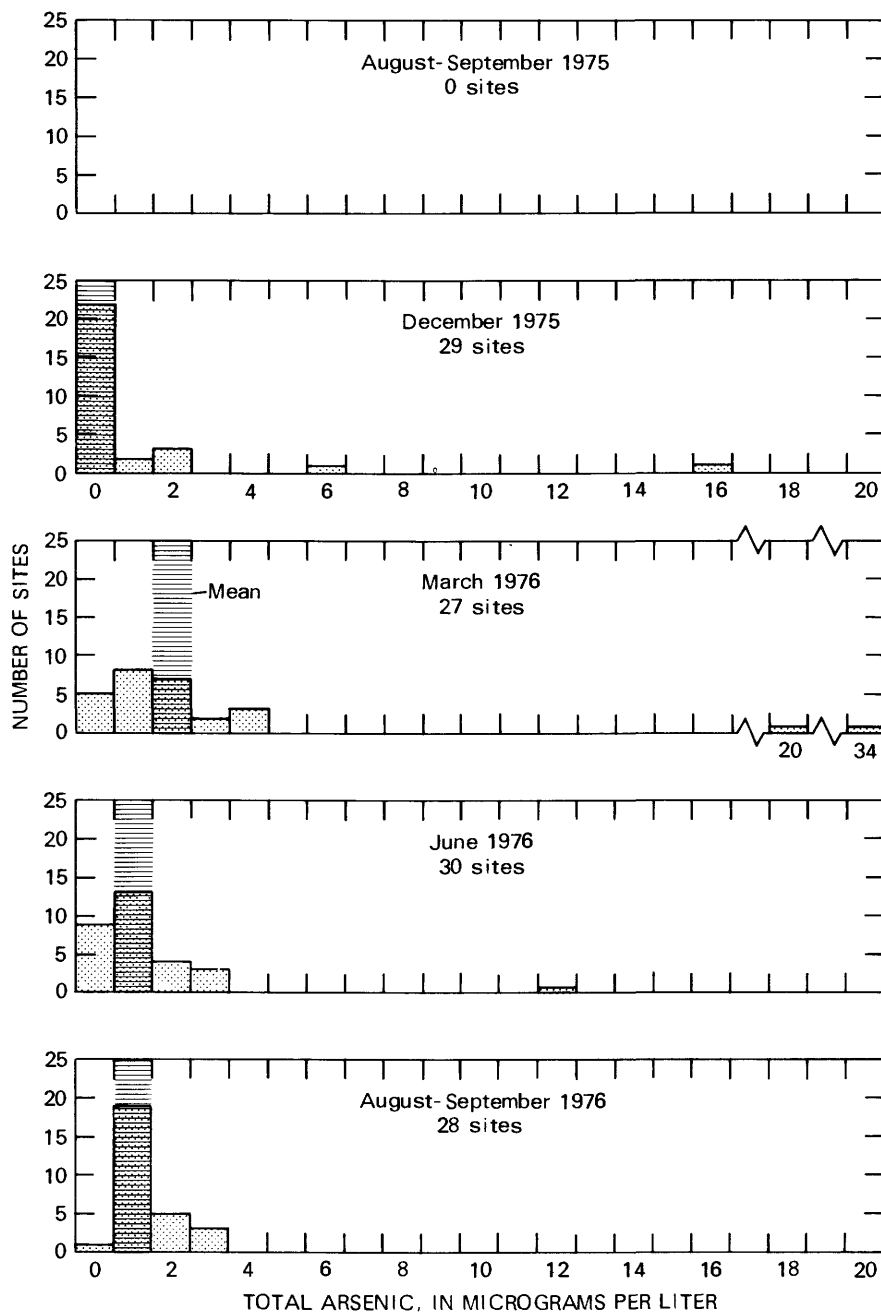 25
20
15
10
5
0
August-September 1975
0 sites
25
20
15
10
5
0
December 1975
29 sites
0 2 4 6 8 10 12 14 16 18 20
NUMBER OF SITES
25
20
15
10
5
0
Mean
March 1976
27 sites
20 34
25
20
15
10
5
0
June 1976
30 sites
25
20
15
10
5
0
August-September 1976
28 sites
0 2 4 6 8 10 12 14 16 18 20
TOTAL ARSENIC, IN MICROGRAMS PER LITER